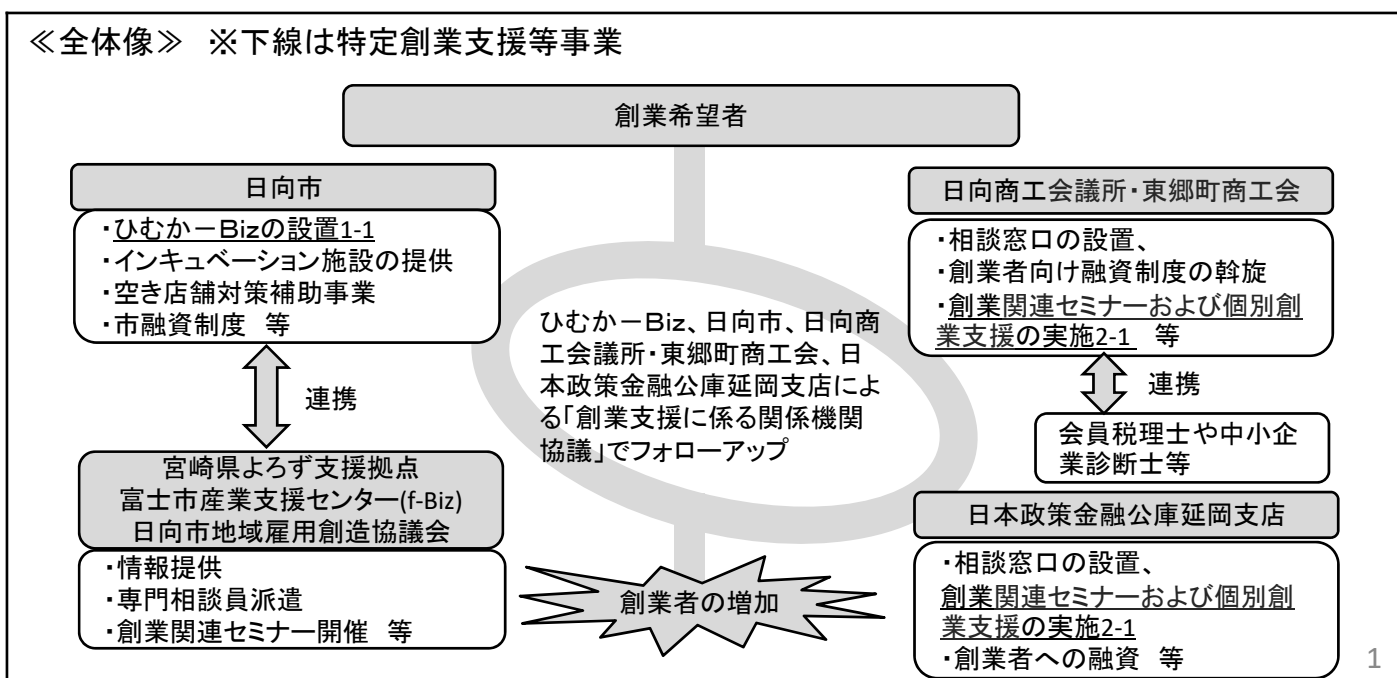 ≪全体像≫ ※下線は特定創業支援等事業
創業希望者
日向市
・ひむかーBizの設置1-1
・インキュベーション施設の提供
・空き店舗対策補助事業
・市融資制度 等
連携
宮崎県よろず支援拠点
富士市産業支援センター(f-Biz)
日向市地域雇用創造協議会
・情報提供
・専門相談員派遣
・創業関連セミナー開催 等
ひむかーBiz、日向市、日向商
工会議所・東郷町商工会、日
本政策金融公庫延岡支店によ
る「創業支援に係る関係機関
協議」でフォローアップ
創業者の増加
日向商工会議所・東郷町商工会
・相談窓口の設置、
・創業者向け融資制度の斡旋
・創業関連セミナーおよび個別創
業支援の実施2-1 等
連携
会員税理士や中小企
業診断士等
日本政策金融公庫延岡支店
・相談窓口の設置、
創業関連セミナーおよび個別創
業支援の実施2-1
・創業者への融資 等
1